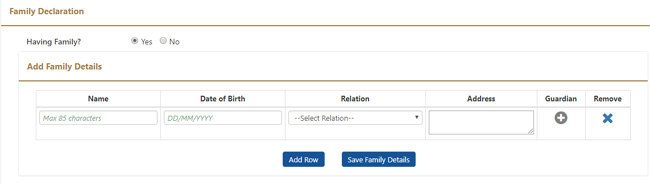 Family Declaration
Having Family? Yes No
Add Family Details
Name Date of Birth Relation Address Guardian Remove
Max 85 characters DD/MM/YYYY --Select Relation--
Add Row Save Family Details